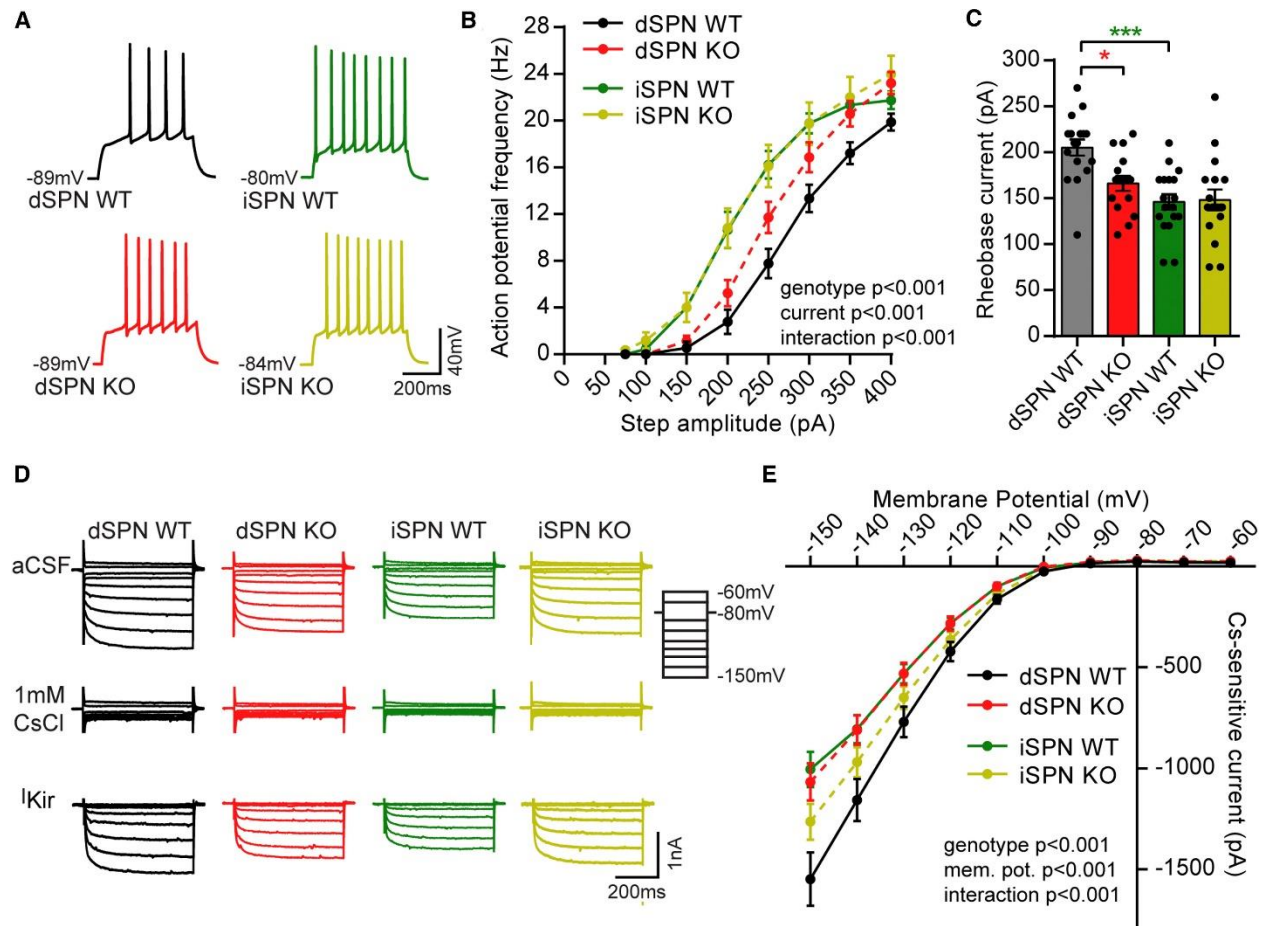 A
-89mV
dSPN WT
-80mV
iSPN WT
-89mV
dSPN KO
-84mV
iSPN KO
40mV
200ms
B
Action potential frequency (Hz)
28
24
20
16
12
8
4
0
dSPN WT
dSPN KO
iSPN WT
iSPN KO
genotype p<0.001
current p<0.001
interaction p<0.001
0
50
100
150
200
250
300
350
400
Step amplitude (pA)
C
Rheobase current (pA)
300
250
200
150
100
50
0
***
*
dSPN WT
dSPN KO
iSPN WT
iSPN KO
D
dSPN WT
dSPN KO
iSPN WT
iSPN KO
aCSF
1mM
CsCl
IKir
-60mV
-80mV
-150mV
1nA
200ms
E
Membrane Potential (mV)
-150
-140
-130
-120
-110
-100
-90
-80
-70
-60
Cs-sensitive current (pA)
-500
-1000
-1500
dSPN WT
dSPN KO
iSPN WT
iSPN KO
genotype p<0.001
mem. pot. p<0.001
interaction p<0.001